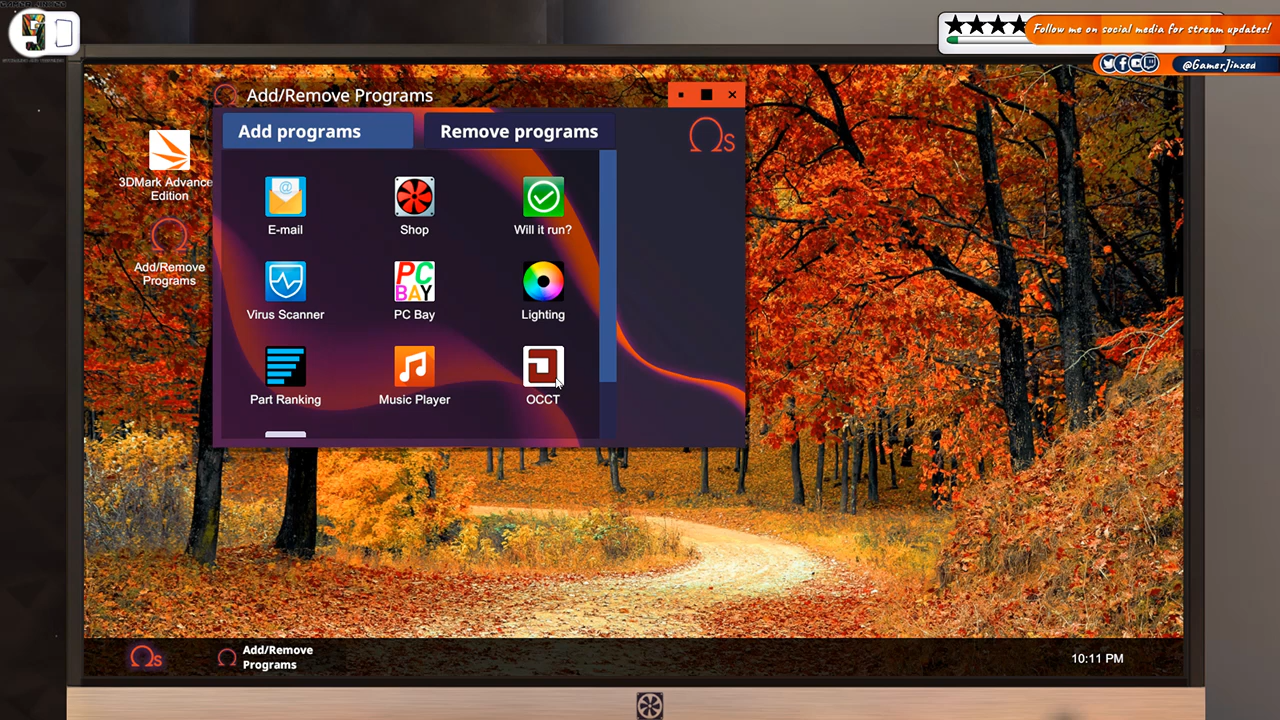 Follow me on social media for stream updates!
@GamerJinxed
Add/Remove Programs
Add programs
Remove programs
Ωs
3DMark Advance
Edition
Add/Remove
Programs
E-mail
Shop
Will it run?
Virus Scanner
PC
BAY
PC Bay
Lighting
Part Ranking
Music Player
OCCT
Ωs
Add/Remove
Programs
10:11 PM